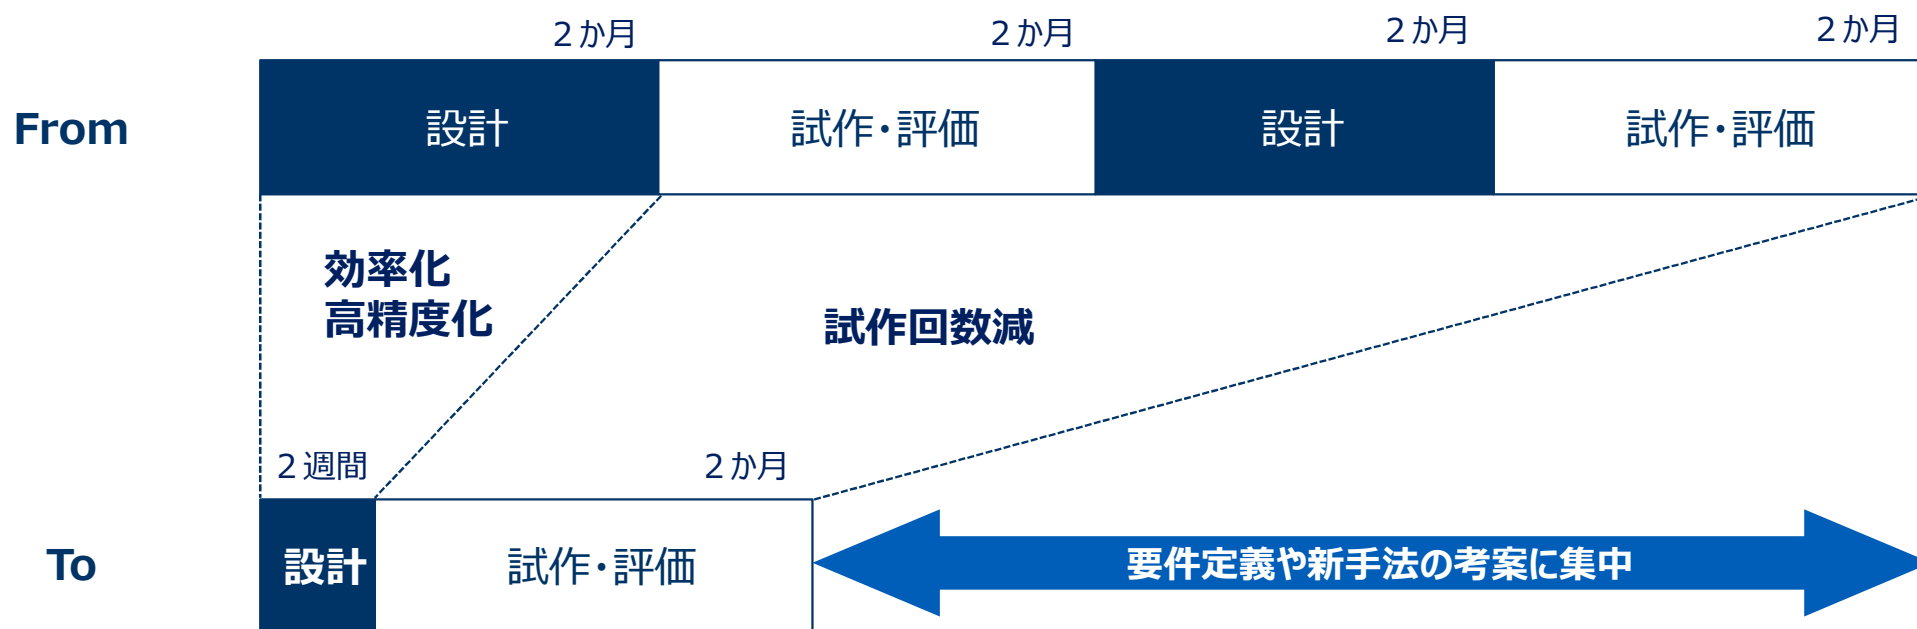 ２か月
２か月
２か月
２か月
From
設計
試作・評価
設計
試作・評価
効率化
高精度化
試作回数減
２週間
２か月
To
設計
試作・評価
要件定義や新手法の考案に集中